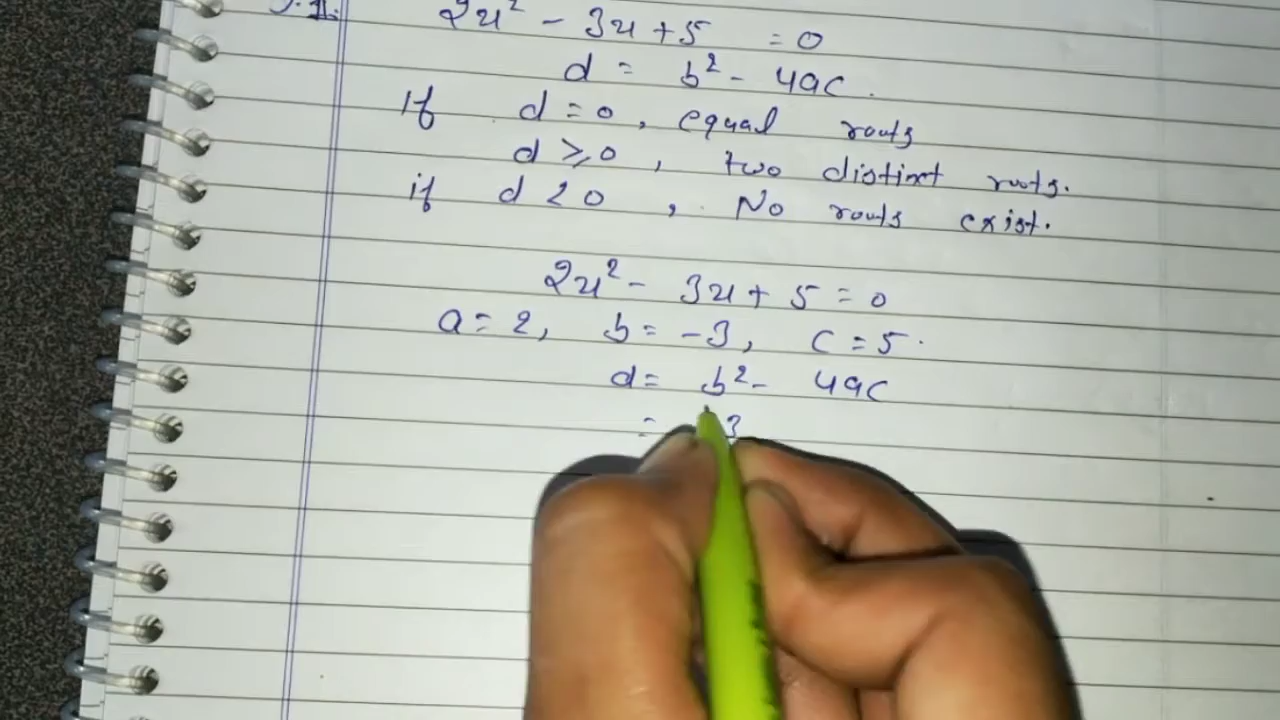 2x² - 3x + 5 = 0
d = b² - 4ac.
If d = 0, equal roots
d ≥ 0, two distinct roots.
if d < 0, No roots exist.
2x² - 3x + 5 = 0
a = 2, b = -3, c = 5.
d = b² - 4ac
= 3